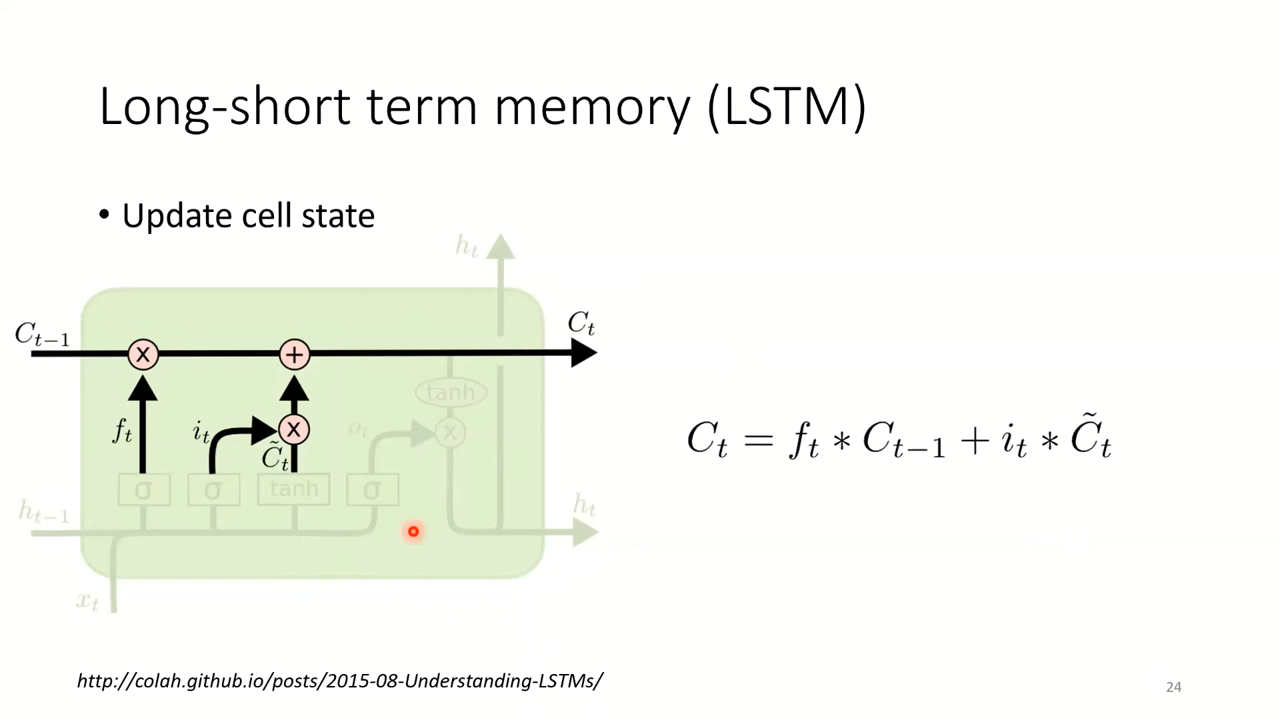 Long-short term memory (LSTM)
• Update cell state
h_t
C_{t-1}
C_t
x
+
tanh
f_t
i_t
x
o_t
x
C̃_t
σ
σ
tanh
σ
h_{t-1}
h_t
x_t
C_t = f_t * C_{t-1} + i_t * C̃_t
http://colah.github.io/posts/2015-08-Understanding-LSTMs/
24